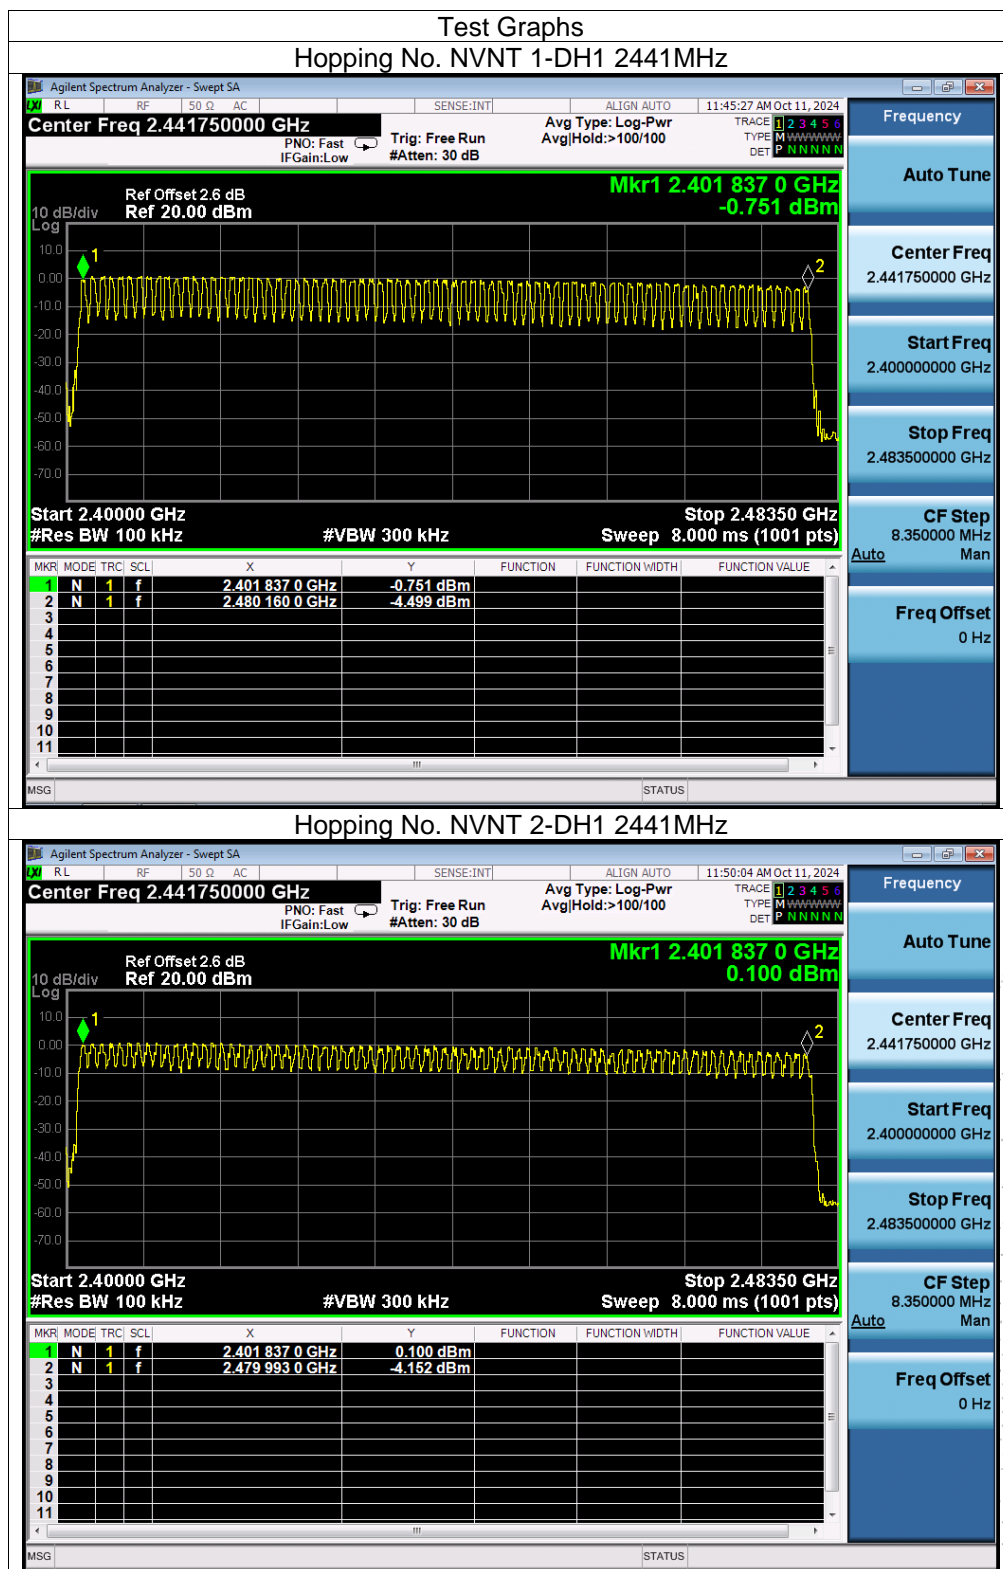 Test Graphs
Hopping No. NVNT 1-DH1 2441MHz
Agilent Spectrum Analyzer - Swept SA
LXI RL RF 50 Ω AC SENSE:INT ALIGN AUTO 11:45:27 AM Oct 11, 2024
Center Freq 2.441750000 GHz Avg Type: Log-Pwr TRACE 1 2 3 4 5 6
PNO: Fast Trig: Free Run Avg|Hold:>100/100 TYPE M WWWWW
IFGain:Low #Atten: 30 dB DET P N N N N N
Frequency
Auto Tune
Mkr1 2.401 837 0 GHz
Ref Offset 2.6 dB
10 dB/div Ref 20.00 dBm -0.751 dBm
Log
10.0
0.00
-10.0
-20.0
-30.0
-40.0
-50.0
-60.0
-70.0
1
2
Center Freq
2.441750000 GHz
Start Freq
2.400000000 GHz
Stop Freq
2.483500000 GHz
Start 2.40000 GHz Stop 2.48350 GHz
#Res BW 100 kHz #VBW 300 kHz Sweep 8.000 ms (1001 pts)
CF Step
8.350000 MHz
Auto Man
Freq Offset
0 Hz
MKR MODE TRC SCL X Y FUNCTION FUNCTION WIDTH FUNCTION VALUE
1 N 1 f 2.401 837 0 GHz -0.751 dBm
2 N 1 f 2.480 160 0 GHz -4.499 dBm
3
4
5
6
7
8
9
10
11
MSG STATUS
Hopping No. NVNT 2-DH1 2441MHz
Agilent Spectrum Analyzer - Swept SA
LXI RL RF 50 Ω AC SENSE:INT ALIGN AUTO 11:50:04 AM Oct 11, 2024
Center Freq 2.441750000 GHz Avg Type: Log-Pwr TRACE 1 2 3 4 5 6
PNO: Fast Trig: Free Run Avg|Hold:>100/100 TYPE M WWWWW
IFGain:Low #Atten: 30 dB DET P N N N N N
Frequency
Auto Tune
Mkr1 2.401 837 0 GHz
Ref Offset 2.6 dB
10 dB/div Ref 20.00 dBm 0.100 dBm
Log
10.0
0.00
-10.0
-20.0
-30.0
-40.0
-50.0
-60.0
-70.0
1
2
Center Freq
2.441750000 GHz
Start Freq
2.400000000 GHz
Stop Freq
2.483500000 GHz
Start 2.40000 GHz Stop 2.48350 GHz
#Res BW 100 kHz #VBW 300 kHz Sweep 8.000 ms (1001 pts)
CF Step
8.350000 MHz
Auto Man
Freq Offset
0 Hz
MKR MODE TRC SCL X Y FUNCTION FUNCTION WIDTH FUNCTION VALUE
1 N 1 f 2.401 837 0 GHz 0.100 dBm
2 N 1 f 2.479 993 0 GHz -4.152 dBm
3
4
5
6
7
8
9
10
11
MSG STATUS